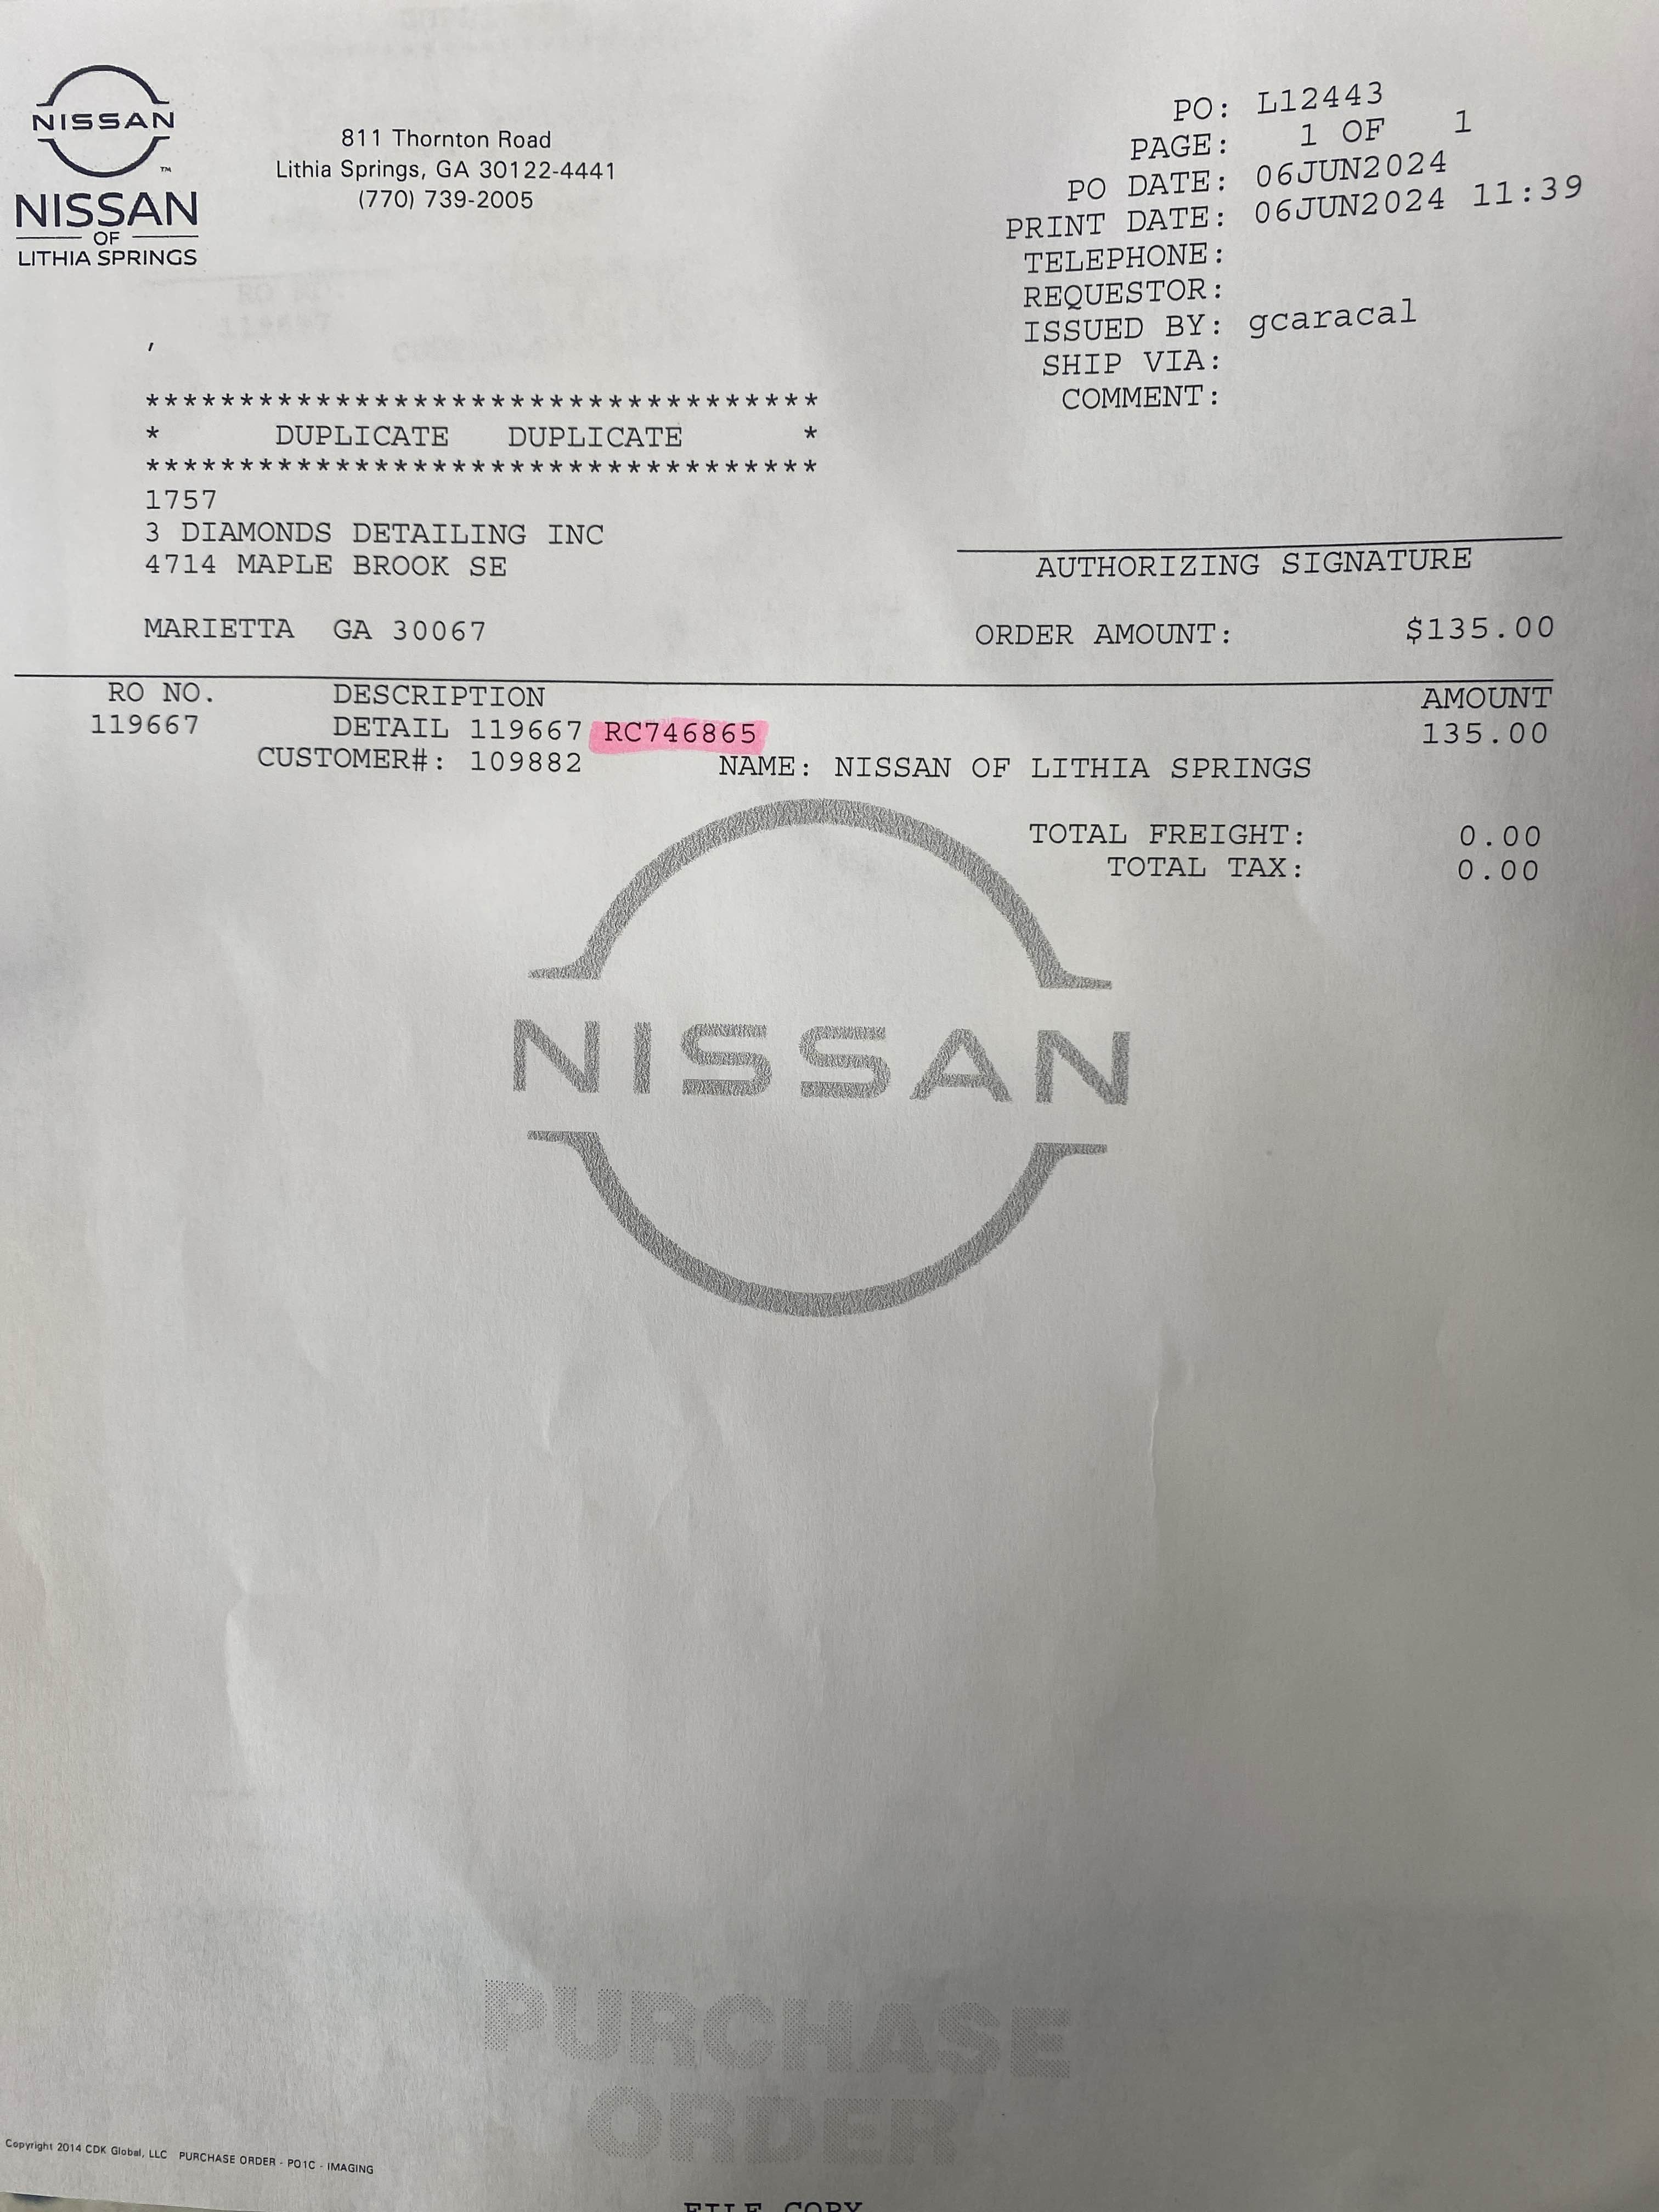 NISSAN
NISSAN
OF
LITHIA SPRINGS
811 Thornton Road
Lithia Springs, GA 30122-4441
(770) 739-2005
PO: L12443
PAGE: 1 OF 1
PO DATE: 06JUN2024
PRINT DATE: 06JUN2024 11:39
TELEPHONE:
REQUESTOR:
ISSUED BY: gcaracal
SHIP VIA:
COMMENT:
,
************************************
* DUPLICATE DUPLICATE *
************************************
1757
3 DIAMONDS DETAILING INC
4714 MAPLE BROOK SE
MARIETTA GA 30067
AUTHORIZING SIGNATURE
ORDER AMOUNT: $135.00
RO NO. DESCRIPTION AMOUNT
119667 DETAIL 119667 RC746865 135.00
CUSTOMER#: 109882 NAME: NISSAN OF LITHIA SPRINGS
TOTAL FREIGHT: 0.00
TOTAL TAX: 0.00
NISSAN
PURCHASE
ORDER
Copyright 2014 CDK Global, LLC PURCHASE ORDER - PO1C - IMAGING
FILE COPY